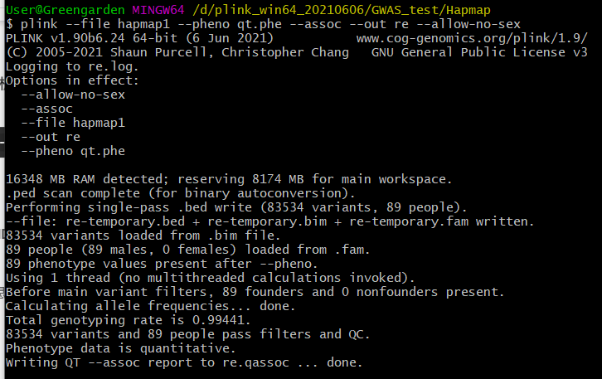 User@Greengarden MINGW64 /d/plink_win64_20210606/GWAS_test/Hapmap
$ plink --file hapmap1 --pheno qt.phe --assoc --out re --allow-no-sex
PLINK v1.90b6.24 64-bit (6 Jun 2021) www.cog-genomics.org/plink/1.9/
(C) 2005-2021 Shaun Purcell, Christopher Chang GNU General Public License v3
Logging to re.log.
Options in effect:
--allow-no-sex
--assoc
--file hapmap1
--out re
--pheno qt.phe
16348 MB RAM detected; reserving 8174 MB for main workspace.
.ped scan complete (for binary autoconversion).
Performing single-pass .bed write (83534 variants, 89 people).
--file: re-temporary.bed + re-temporary.bim + re-temporary.fam written.
83534 variants loaded from .bim file.
89 people (89 males, 0 females) loaded from .fam.
89 phenotype values present after --pheno.
Using 1 thread (no multithreaded calculations invoked).
Before main variant filters, 89 founders and 0 nonfounders present.
Calculating allele frequencies... done.
Total genotyping rate is 0.99441.
83534 variants and 89 people pass filters and QC.
Phenotype data is quantitative.
Writing QT --assoc report to re.qassoc ... done.